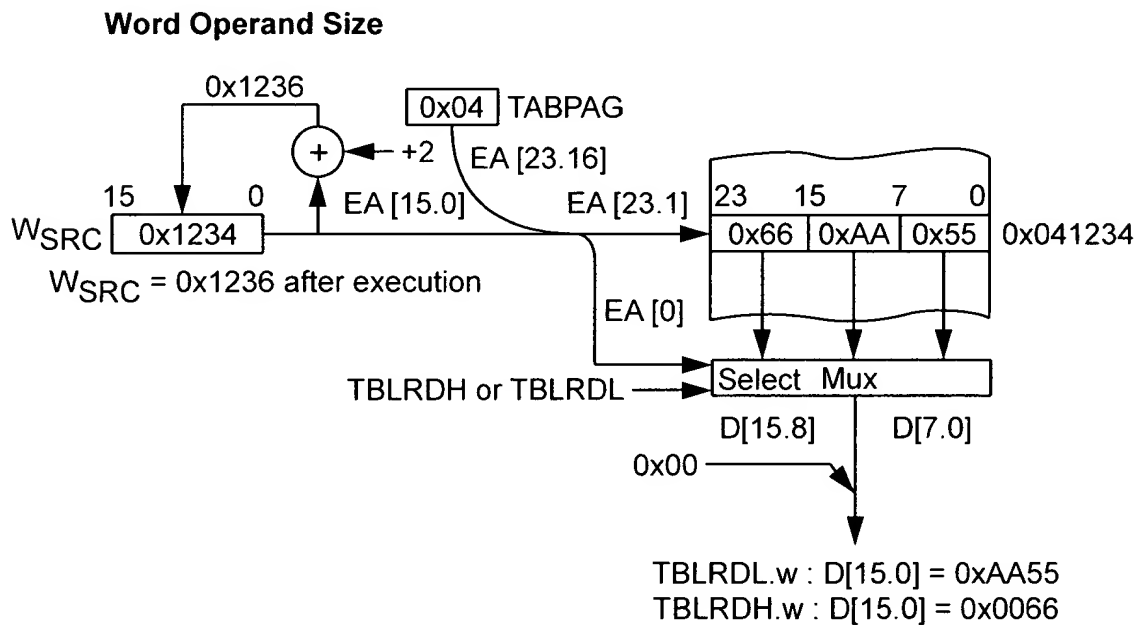 Word Operand Size
0x1236
0x04 TABPAG
+ +2
EA [23.16]
15 0 EA [15.0] EA [23.1] 23 15 7 0
WSRC 0x1234 0x66 0xAA 0x55 0x041234
WSRC = 0x1236 after execution
EA [0]
TBLRDH or TBLRDL Select Mux
D[15.8] D[7.0]
0x00
TBLRDL.w : D[15.0] = 0xAA55
TBLRDH.w : D[15.0] = 0x0066